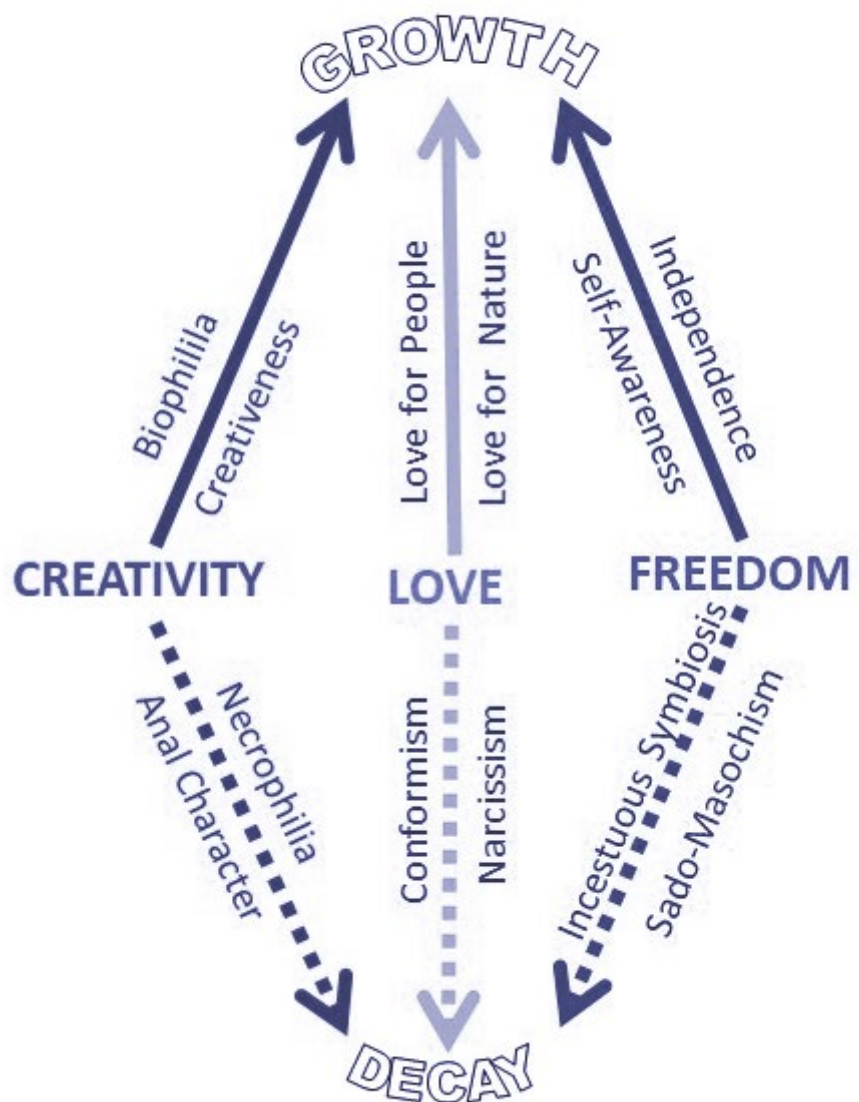 GROWTH
Biophilila
Creativeness
Love for People
Love for Nature
Self-Awareness
Independence
CREATIVITY
LOVE
FREEDOM
Anal Character
Necrophilia
Conformism
Narcissism
Incestuous Symbiosis
Sado-Masochism
DECAY